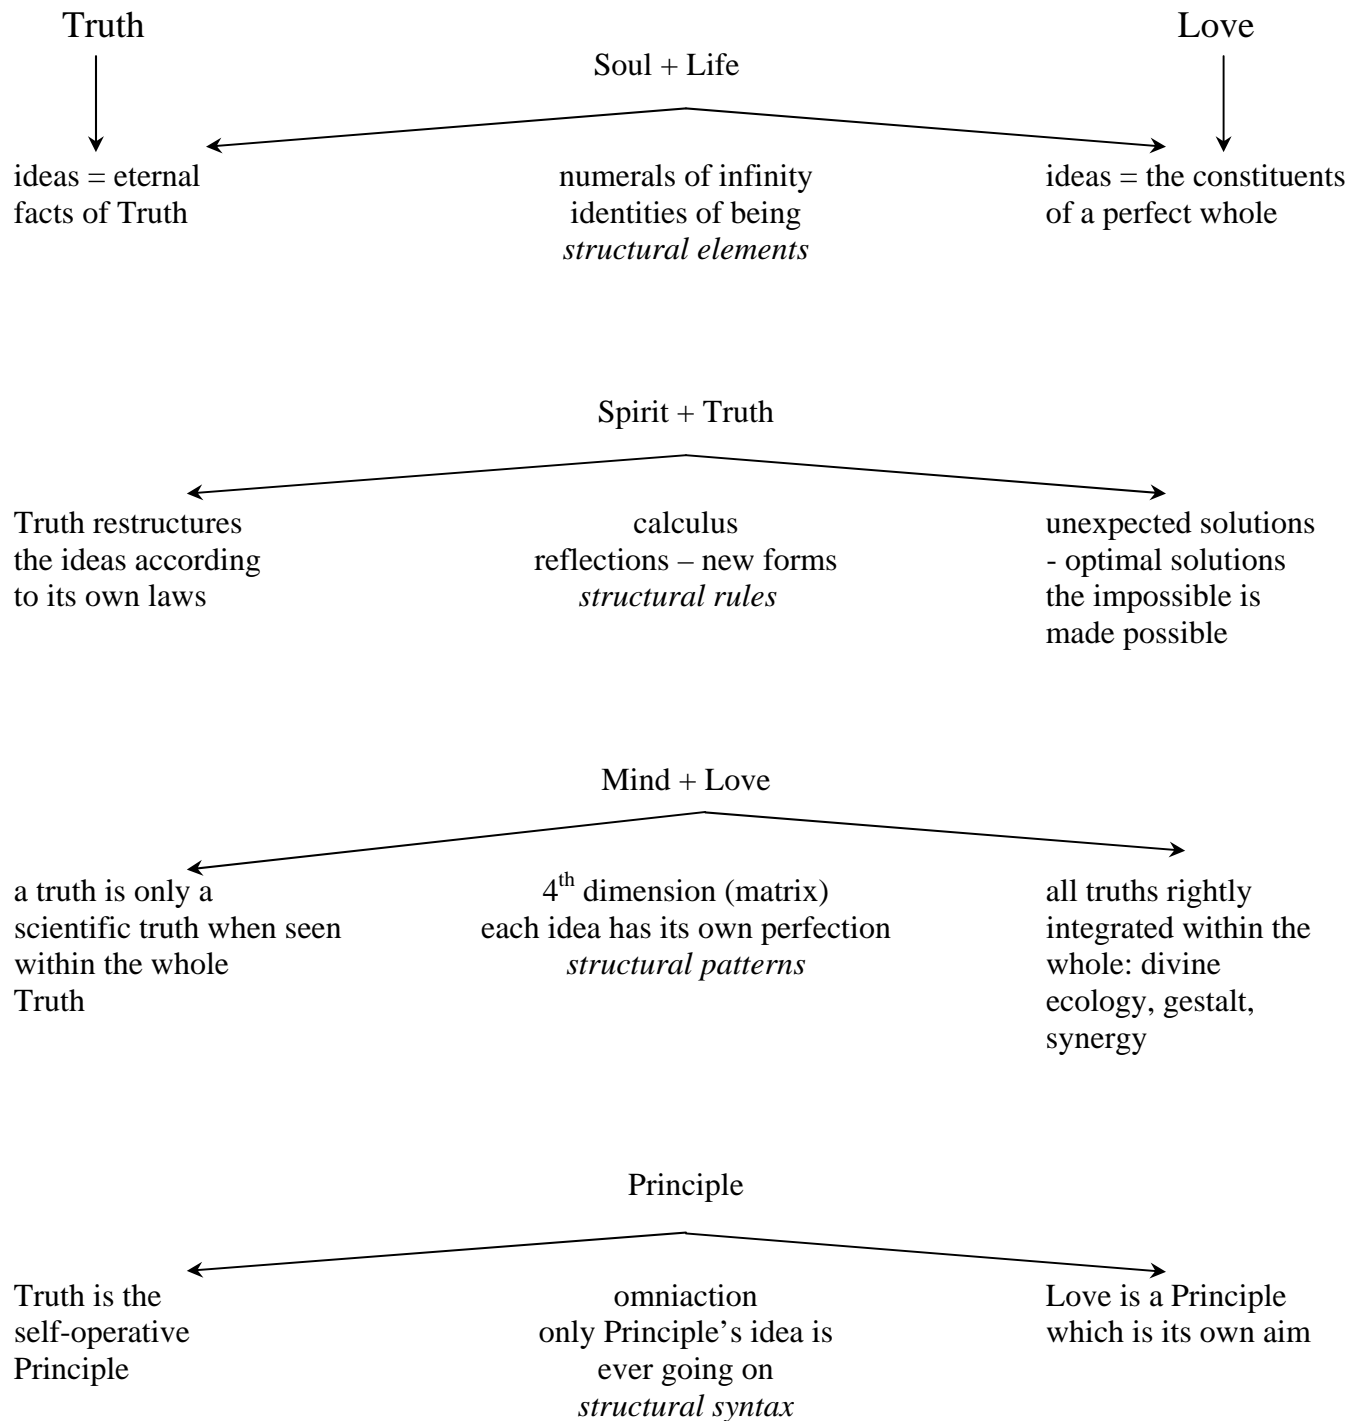 Truth
Love
Soul + Life
ideas = eternal
facts of Truth
numerals of infinity
identities of being
structural elements
ideas = the constituents
of a perfect whole
Spirit + Truth
Truth restructures
the ideas according
to its own laws
calculus
reflections – new forms
structural rules
unexpected solutions
- optimal solutions
the impossible is
made possible
Mind + Love
a truth is only a
scientific truth when seen
within the whole
Truth
4th dimension (matrix)
each idea has its own perfection
structural patterns
all truths rightly
integrated within the
whole: divine
ecology, gestalt,
synergy
Principle
Truth is the
self-operative
Principle
omniaction
only Principle’s idea is
ever going on
structural syntax
Love is a Principle
which is its own aim